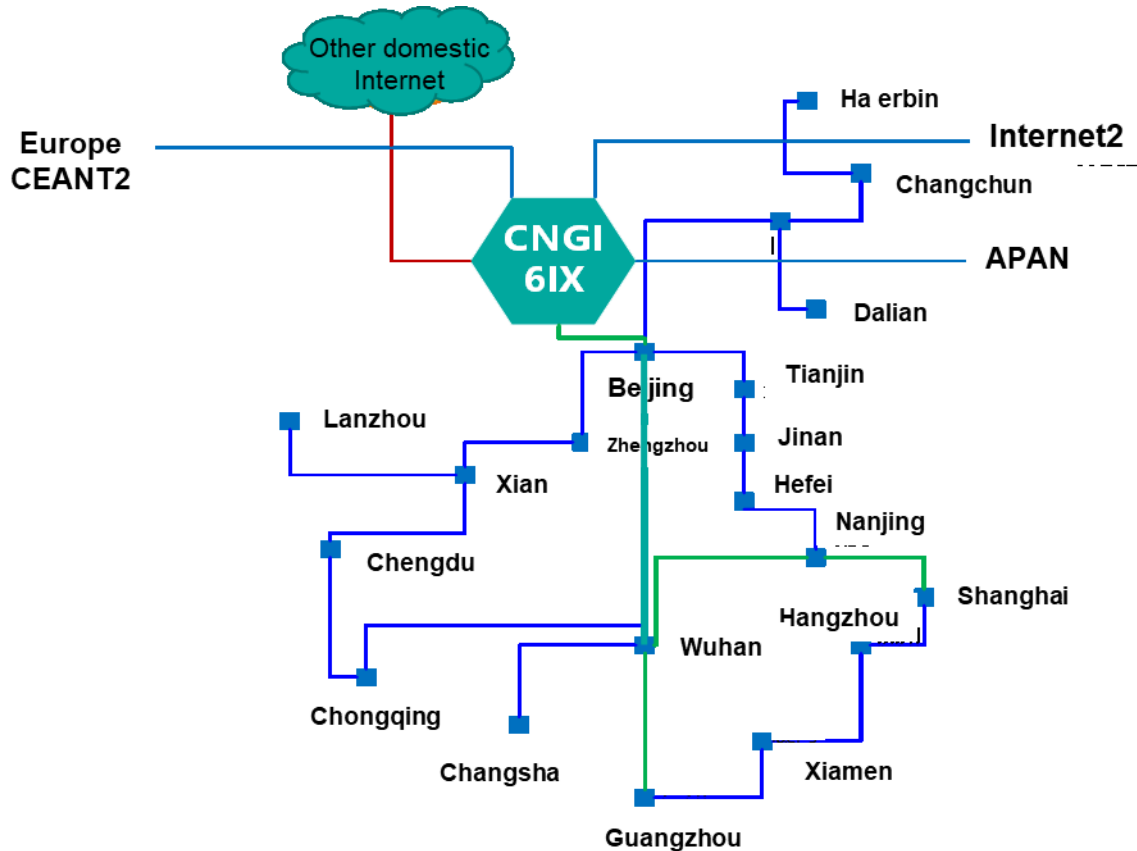 Other domestic
Internet
Ha erbin
Europe
CEANT2
Internet2
Changchun
CNGI
6IX
APAN
Dalian
Beijing
Tianjin
Lanzhou
Zhengzhou
Jinan
Xian
Hefei
Nanjing
Chengdu
Shanghai
Hangzhou
Wuhan
Chongqing
Changsha
Xiamen
Guangzhou